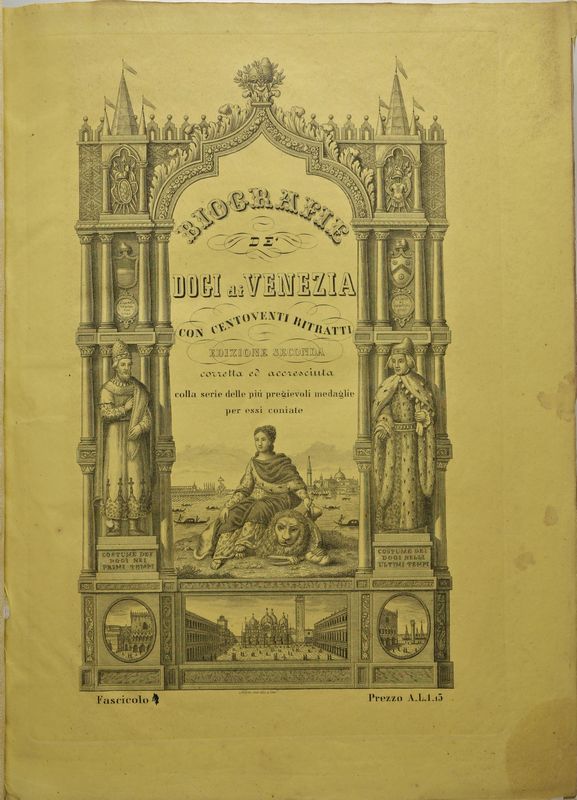 BIOGRAFIE
DE'
DOGI di VENEZIA
CON CENTOVENTI RITRATTI
EDIZIONE SECONDA
corretta ed accresciuta
colla serie delle più pregievoli medaglie
per essi coniate
COSTUME DEI
DOGI NEI
PRIMI TEMPI
COSTUME DEI
DOGI NELLI
ULTIMI TEMPI
Fascicolo 4
Prezzo A.L.1.15